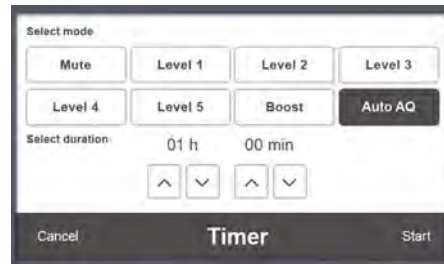 Select mode
Mute Level 1 Level 2 Level 3
Level 4 Level 5 Boost Auto AQ
Select duration 01 h 00 min
Cancel Timer Start